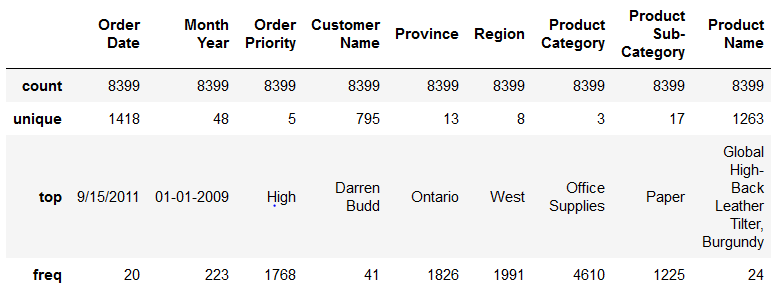 Order Date Month Year Order Priority Customer Name Province Region Product Category Product Sub-Category Product Name
count 8399 8399 8399 8399 8399 8399 8399 8399 8399
unique 1418 48 5 795 13 8 3 17 1263
top 9/15/2011 01-01-2009 High Darren Budd Ontario West Office Supplies Paper Global High-Back Leather Tilter, Burgundy
freq 20 223 1768 41 1826 1991 4610 1225 24